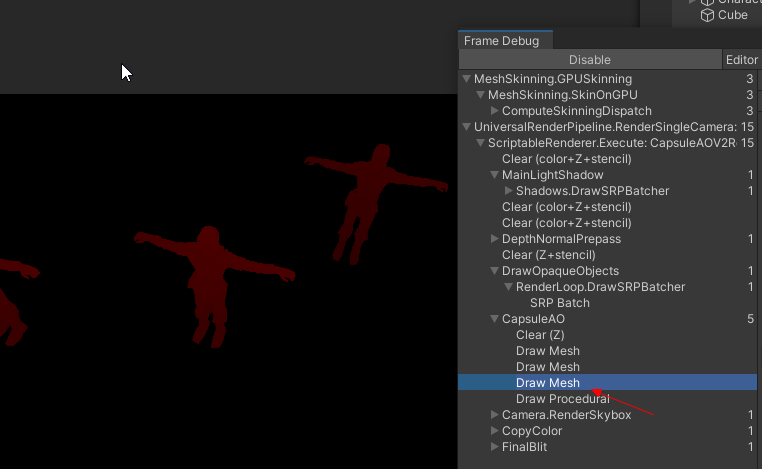 Cube
Frame Debug
Disable Editor
MeshSkinning.GPUSkinning 3
MeshSkinning.SkinOnGPU 3
ComputeSkinningDispatch 3
UniversalRenderPipeline.RenderSingleCamera: 15
ScriptableRenderer.Execute: CapsuleAOV2R 15
Clear (color+Z+stencil)
MainLightShadow 1
Shadows.DrawSRPBatcher 1
Clear (color+Z+stencil)
Clear (color+Z+stencil)
DepthNormalPrepass 1
Clear (Z+stencil)
DrawOpaqueObjects 1
RenderLoop.DrawSRPBatcher 1
SRP Batch
CapsuleAO 5
Clear (Z)
Draw Mesh
Draw Mesh
Draw Mesh
Draw Procedural
Camera.RenderSkybox 1
CopyColor 1
FinalBlit 1